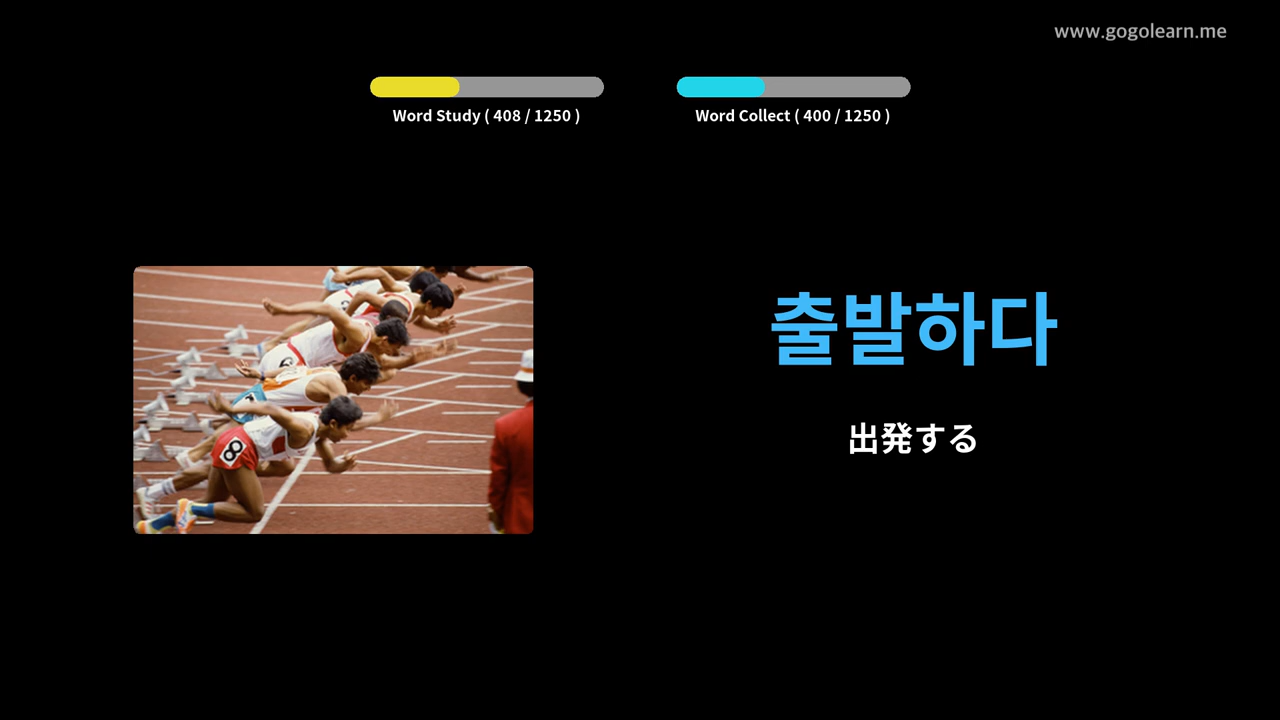 www.gogolearn.me
Word Study ( 408 / 1250 )
Word Collect ( 400 / 1250 )
출발하다
出発する
8